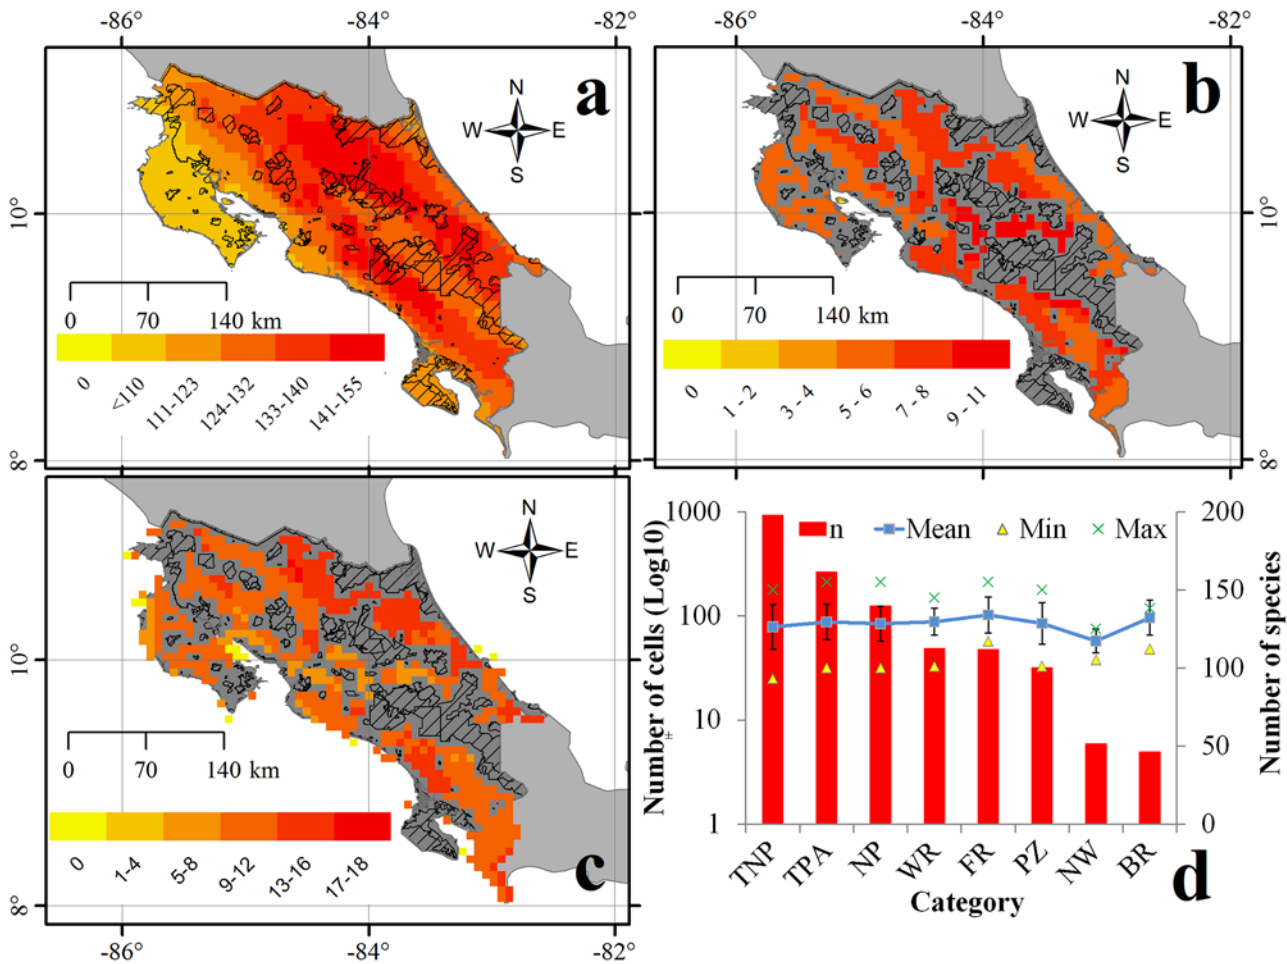 -86° -84° -82° -86° -84° -82°
N
W E
S
a
10°
0 70 140 km
0 <110 111-123 124-132 133-140 141-155
8°
N
W E
S
b
10°
0 70 140 km
0 1 - 2 3 - 4 5 - 6 7 - 8 9 - 11
8°
N
W E
S
10°
0 70 140 km
0 1-4 5-8 9-12 13-16 17-18
c
8°
-86° -84° -82°
n Mean Min Max
Number of cells (Log10)
±
1000
100
10
1
200
150
100
50
0
Number of species
TNP TPA NP WR FR PZ NW BR
Category
d